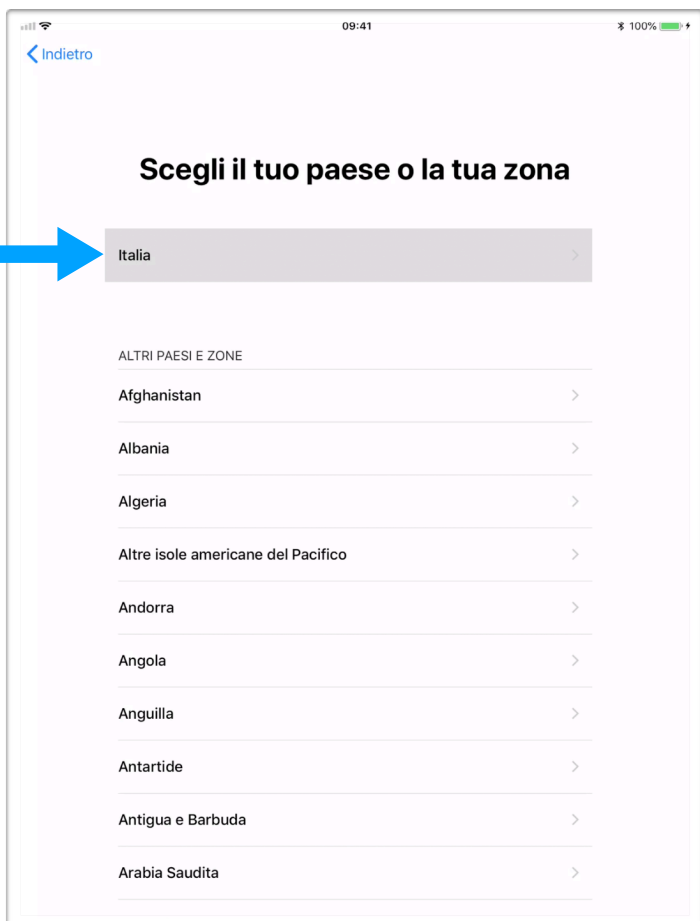 09:41
100%
Indietro
Scegli il tuo paese o la tua zona
Italia
ALTRI PAESI E ZONE
Afghanistan
Albania
Algeria
Altre isole americane del Pacifico
Andorra
Angola
Anguilla
Antartide
Antigua e Barbuda
Arabia Saudita